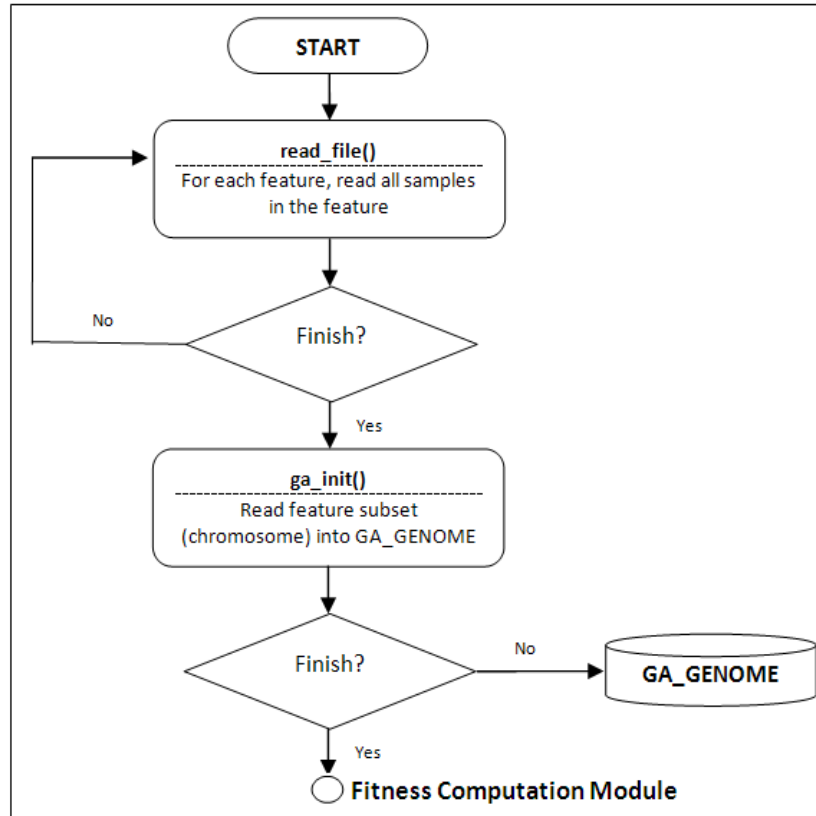 START
read_file()
For each feature, read all samples
in the feature
Finish?
No
Yes
ga_init()
Read feature subset
(chromosome) into GA_GENOME
Finish?
No
GA_GENOME
Yes
Fitness Computation Module